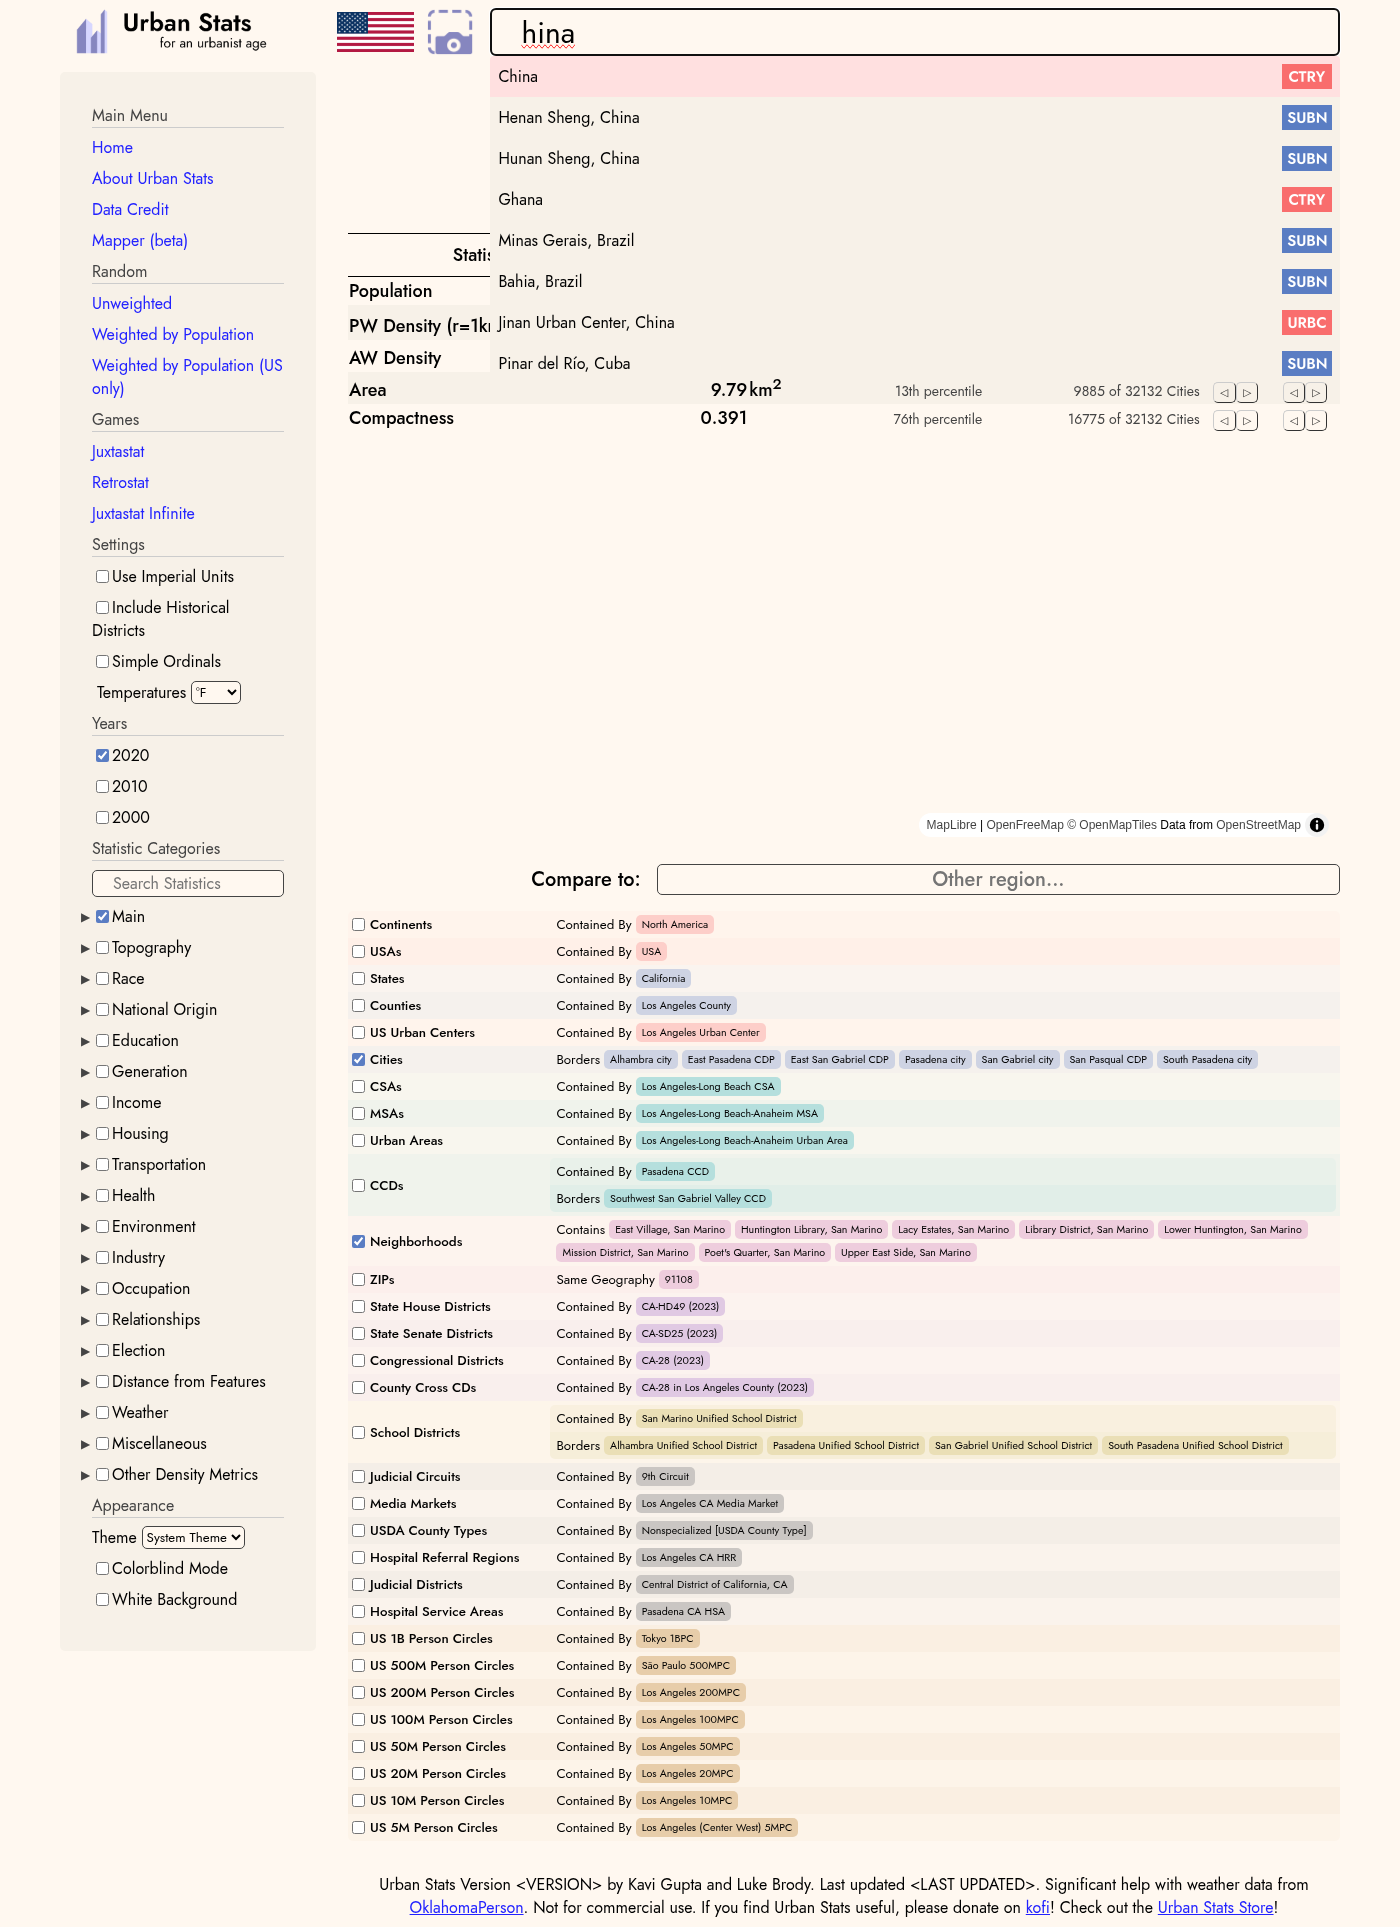 Urban Stats
for an urbanist age
hina
China CTRY
Henan Sheng, China SUBN
Hunan Sheng, China SUBN
Ghana CTRY
Minas Gerais, Brazil SUBN
Bahia, Brazil SUBN
Jinan Urban Center, China URBC
Pinar del Río, Cuba SUBN
Main Menu
Home
About Urban Stats
Data Credit
Mapper (beta)
Random
Unweighted
Weighted by Population
Weighted by Population (US
only)
Games
Juxtastat
Retrostat
Juxtastat Infinite
Settings
Use Imperial Units
Include Historical
Districts
Simple Ordinals
Temperatures °F
Years
2020
2010
2000
Statistic Categories
Search Statistics
Main
Topography
Race
National Origin
Education
Generation
Income
Housing
Transportation
Health
Environment
Industry
Occupation
Relationships
Election
Distance from Features
Weather
Miscellaneous
Other Density Metrics
Appearance
Theme System Theme
Colorblind Mode
White Background
Statis
Population
PW Density (r=1k
AW Density
Area 9.79 km² 13th percentile 9885 of 32132 Cities
Compactness 0.391 76th percentile 16775 of 32132 Cities
MapLibre | OpenFreeMap © OpenMapTiles Data from OpenStreetMap
Compare to: Other region...
Continents Contained By North America
USAs Contained By USA
States Contained By California
Counties Contained By Los Angeles County
US Urban Centers Contained By Los Angeles Urban Center
Cities Borders Alhambra city East Pasadena CDP East San Gabriel CDP Pasadena city San Gabriel city San Pasqual CDP South Pasadena city
CSAs Contained By Los Angeles-Long Beach CSA
MSAs Contained By Los Angeles-Long Beach-Anaheim MSA
Urban Areas Contained By Los Angeles-Long Beach-Anaheim Urban Area
CCDs Contained By Pasadena CCD
Borders Southwest San Gabriel Valley CCD
Neighborhoods Contains East Village, San Marino Huntington Library, San Marino Lacy Estates, San Marino Library District, San Marino Lower Huntington, San Marino
Mission District, San Marino Poet's Quarter, San Marino Upper East Side, San Marino
ZIPs Same Geography 91108
State House Districts Contained By CA-HD49 (2023)
State Senate Districts Contained By CA-SD25 (2023)
Congressional Districts Contained By CA-28 (2023)
County Cross CDs Contained By CA-28 in Los Angeles County (2023)
School Districts Contained By San Marino Unified School District
Borders Alhambra Unified School District Pasadena Unified School District San Gabriel Unified School District South Pasadena Unified School District
Judicial Circuits Contained By 9th Circuit
Media Markets Contained By Los Angeles CA Media Market
USDA County Types Contained By Nonspecialized [USDA County Type]
Hospital Referral Regions Contained By Los Angeles CA HRR
Judicial Districts Contained By Central District of California, CA
Hospital Service Areas Contained By Pasadena CA HSA
US 1B Person Circles Contained By Tokyo 1BPC
US 500M Person Circles Contained By São Paulo 500MPC
US 200M Person Circles Contained By Los Angeles 200MPC
US 100M Person Circles Contained By Los Angeles 100MPC
US 50M Person Circles Contained By Los Angeles 50MPC
US 20M Person Circles Contained By Los Angeles 20MPC
US 10M Person Circles Contained By Los Angeles 10MPC
US 5M Person Circles Contained By Los Angeles (Center West) 5MPC
Urban Stats Version <VERSION> by Kavi Gupta and Luke Brody. Last updated <LAST UPDATED>. Significant help with weather data from
OklahomaPerson. Not for commercial use. If you find Urban Stats useful, please donate on kofi! Check out the Urban Stats Store!